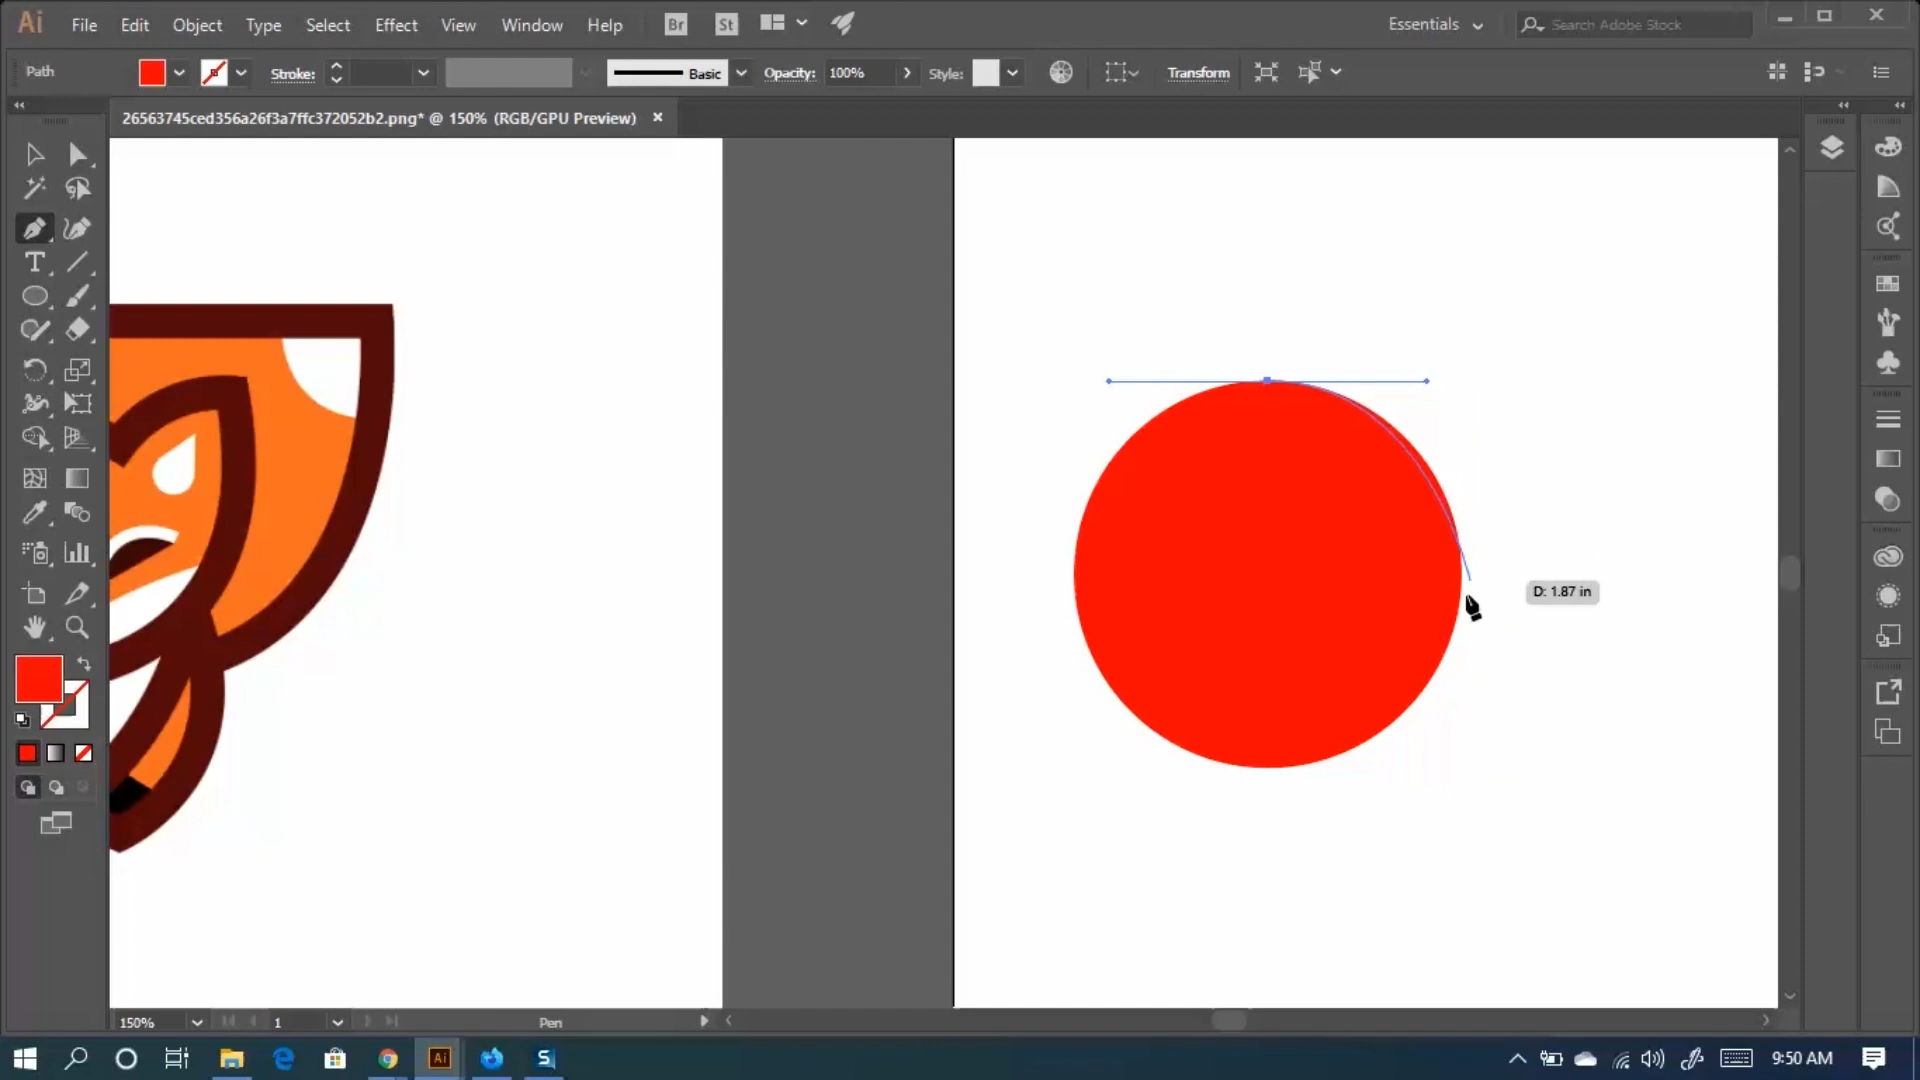 Ai File Edit Object Type Select Effect View Window Help Br St Essentials Search Adobe Stock
Path Stroke: Basic Opacity: 100% Style: Transform
26563745ced356a26f3a7ffc372052b2.png* @ 150% (RGB/GPU Preview)
T
D: 1.87 in
150% 1 Pen
Ai S 9:50 AM